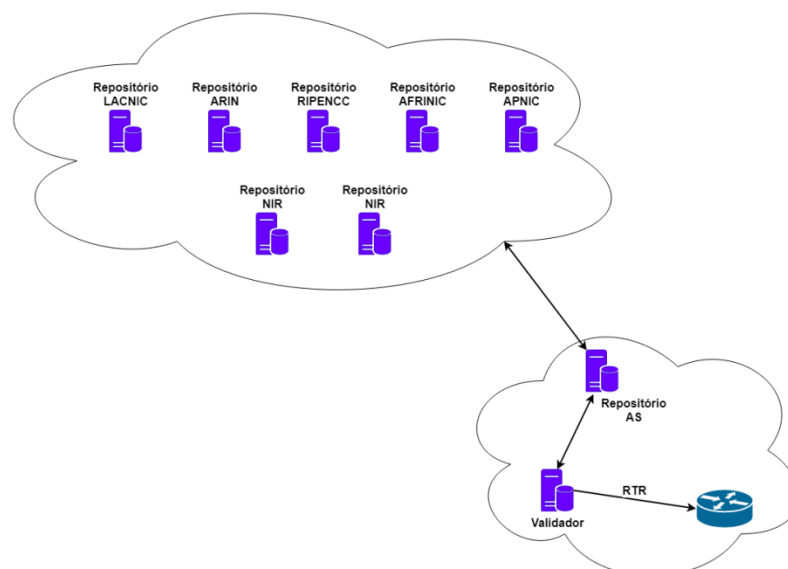 Repositório
LACNIC
Repositório
ARIN
Repositório
RIPENCC
Repositório
AFRINIC
Repositório
APNIC
Repositório
NIR
Repositório
NIR
Repositório
AS
RTR
Validador